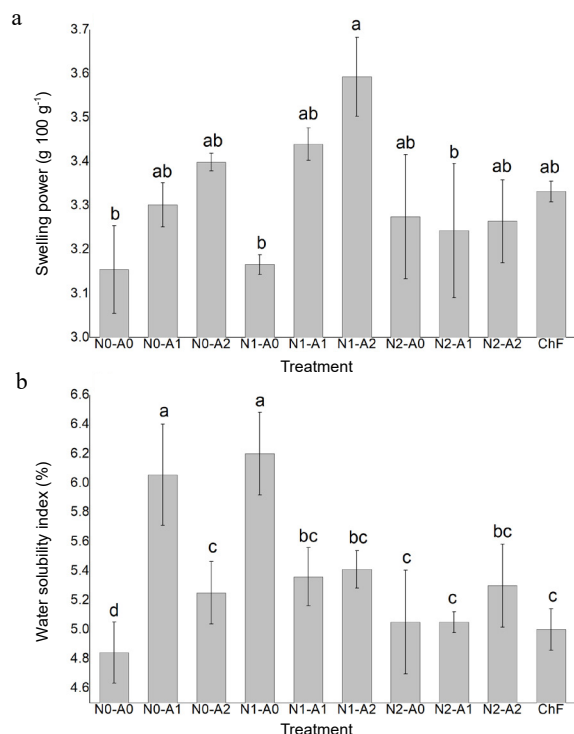 a
3.7
3.6
3.5
3.4
3.3
3.2
3.1
3.0
Swelling power (g 100 g⁻¹)
b ab ab b ab a ab b ab ab
N0-A0 N0-A1 N0-A2 N1-A0 N1-A1 N1-A2 N2-A0 N2-A1 N2-A2 ChF
Treatment
b
6.6
6.4
6.2
6.0
5.8
5.6
5.4
5.2
5.0
4.8
4.6
Water solubility index (%)
d a c a bc bc c c bc c
N0-A0 N0-A1 N0-A2 N1-A0 N1-A1 N1-A2 N2-A0 N2-A1 N2-A2 ChF
Treatment